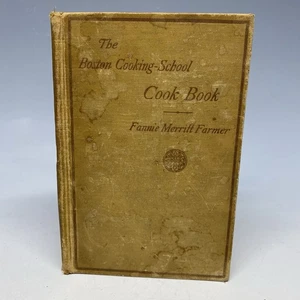 The
Boston Cooking-School
Cook Book
Fannie Merritt Farmer